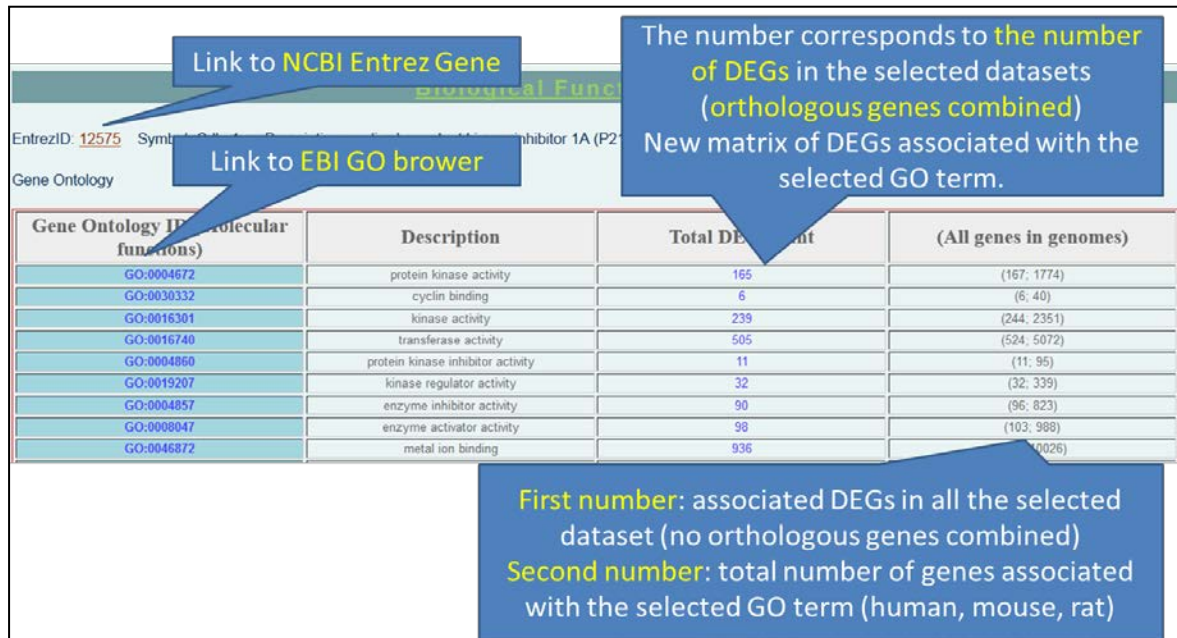 Link to NCBI Entrez Gene
The number corresponds to the number
of DEGs in the selected datasets
(orthologous genes combined)
New matrix of DEGs associated with the
selected GO term.
Biological Func
EntrezID: 12575 inhibitor 1A (P21
Link to EBI GO brower
Gene Ontology
Gene Ontology functions) Description Total (All genes in genomes)
GO:0004672 protein kinase activity 165 (167; 1774)
GO:0030332 cyclin binding 6 (6; 40)
GO:0016301 kinase activity 239 (244; 2351)
GO:0016740 transferase activity 505 (524; 5072)
GO:0004860 protein kinase inhibitor activity 11 (11; 95)
GO:0019207 kinase regulator activity 32 (32; 339)
GO:0004857 enzyme inhibitor activity 90 (96; 823)
GO:0008047 enzyme activator activity 98 (103; 988)
GO:0046872 metal ion binding 936 0026)
First number: associated DEGs in all the selected
dataset (no orthologous genes combined)
Second number: total number of genes associated
with the selected GO term (human, mouse, rat)